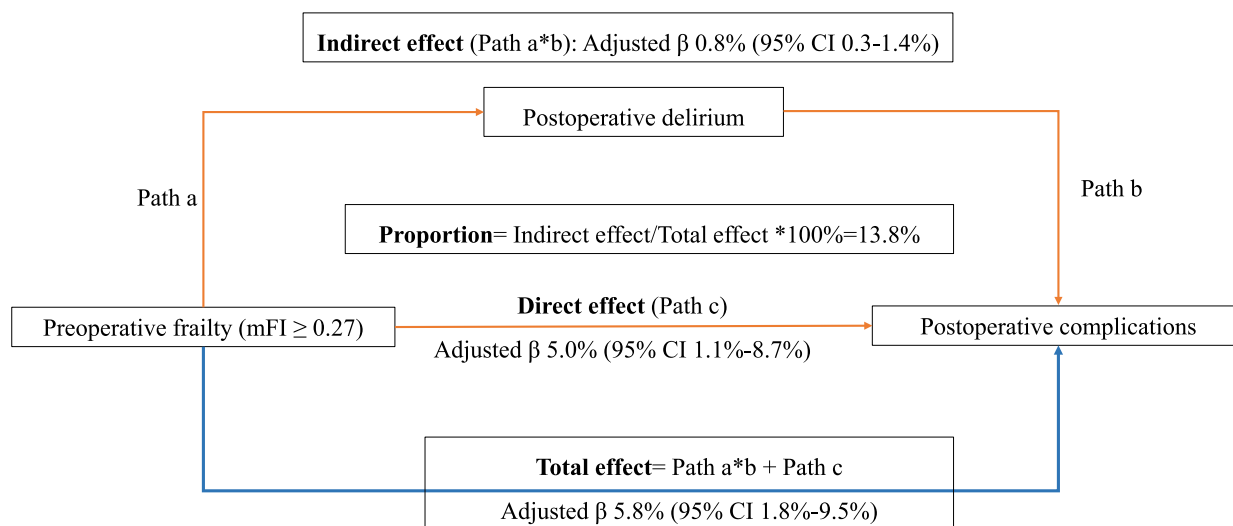 Indirect effect (Path a*b): Adjusted β 0.8% (95% CI 0.3-1.4%)
Postoperative delirium
Path a
Path b
Proportion= Indirect effect/Total effect *100%=13.8%
Direct effect (Path c)
Preoperative frailty (mFI ≥ 0.27)
Postoperative complications
Adjusted β 5.0% (95% CI 1.1%-8.7%)
Total effect= Path a*b + Path c
Adjusted β 5.8% (95% CI 1.8%-9.5%)